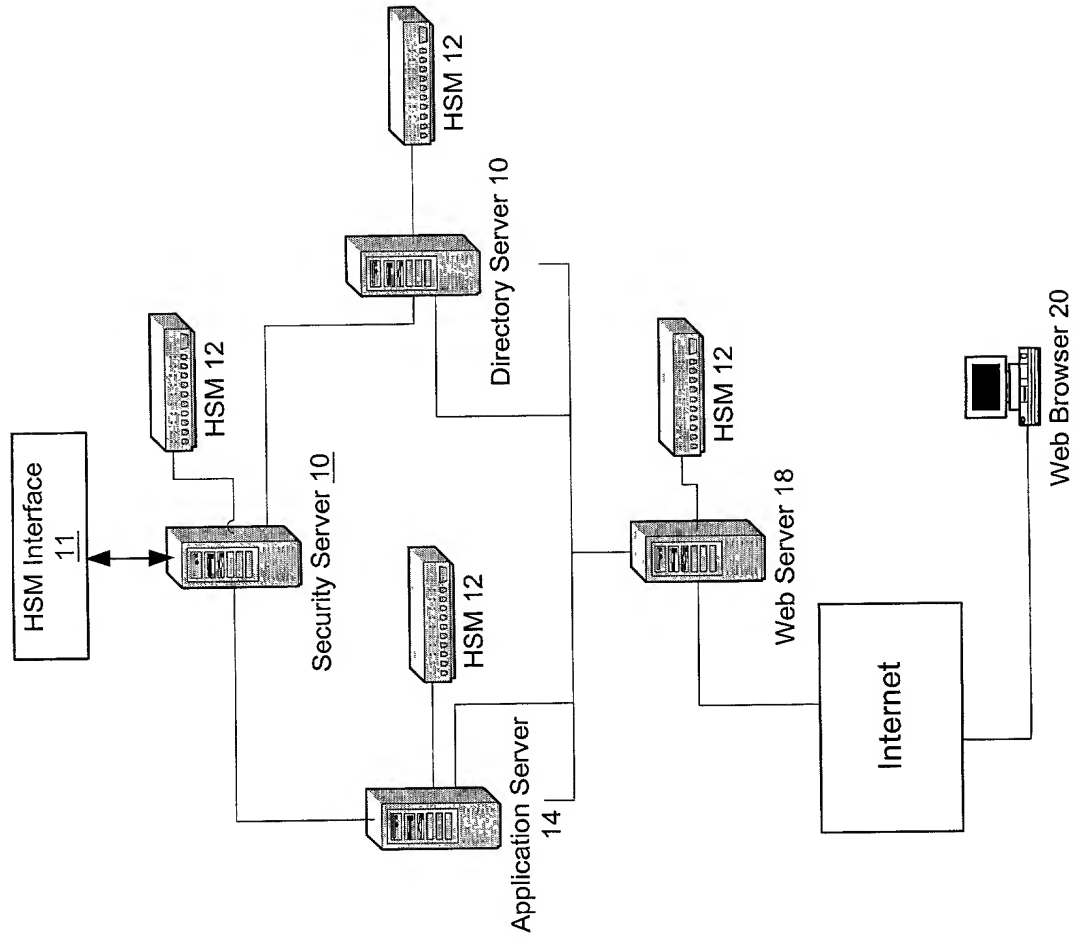 HSM Interface
11
HSM 12
Security Server 10
HSM 12
Directory Server 10
HSM 12
Application Server
14
HSM 12
Web Server 18
Internet
Web Browser 20